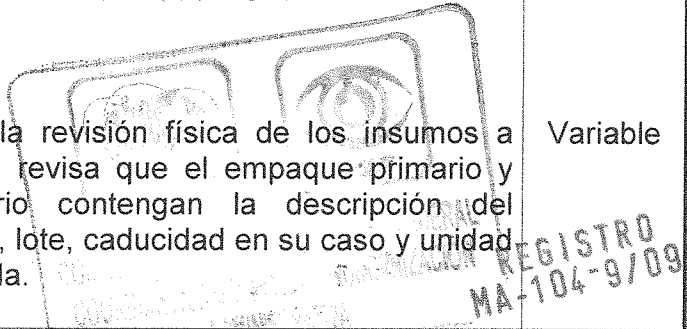 la revisión física de los insumos a Variable
revisa que el empaque primario y
rio contengan la descripción del
, lote, caducidad en su caso y unidad
da.
REGISTRO
MA-104-9/09